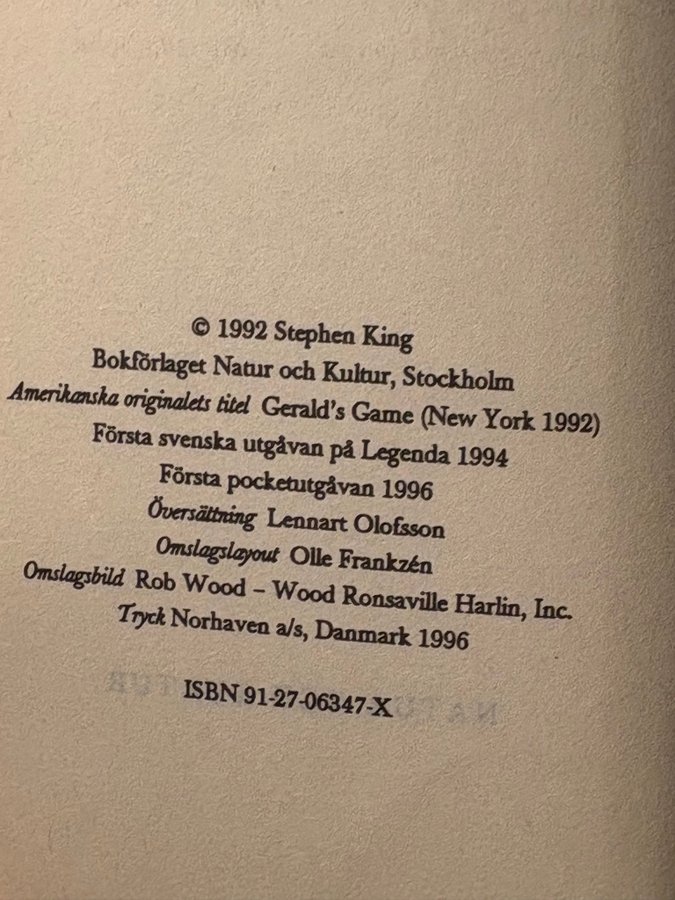 © 1992 Stephen King
Bokförlaget Natur och Kultur, Stockholm
Amerikanska originalets titel Gerald's Game (New York 1992)
Första svenska utgåvan på Legenda 1994
Första pocketutgåvan 1996
Översättning Lennart Olofsson
Omslagslayout Olle Frankzén
Omslagsbild Rob Wood – Wood Ronsaville Harlin, Inc.
Tryck Norhaven a/s, Danmark 1996
ISBN 91-27-06347-X